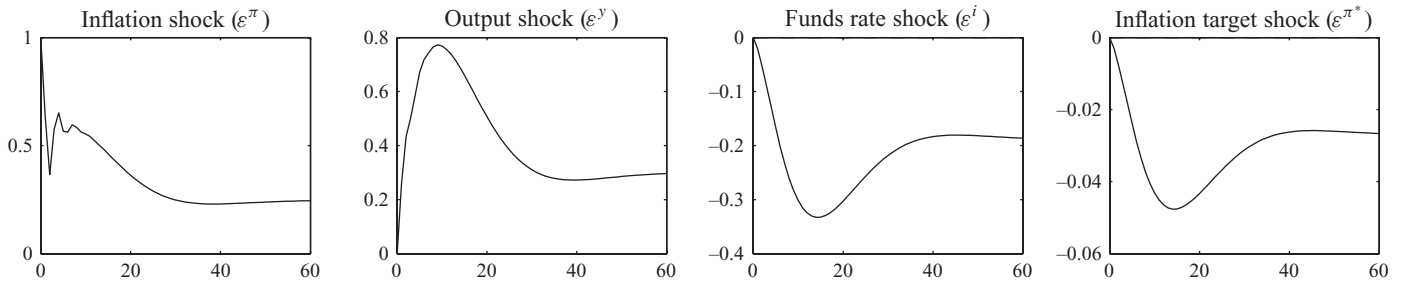 Inflation shock (ε^π)
1
0.5
0
0 20 40 60
Output shock (ε^y)
0.8
0.6
0.4
0.2
0
0 20 40 60
Funds rate shock (ε^i)
0
−0.1
−0.2
−0.3
−0.4
0 20 40 60
Inflation target shock (ε^π*)
0
−0.02
−0.04
−0.06
0 20 40 60